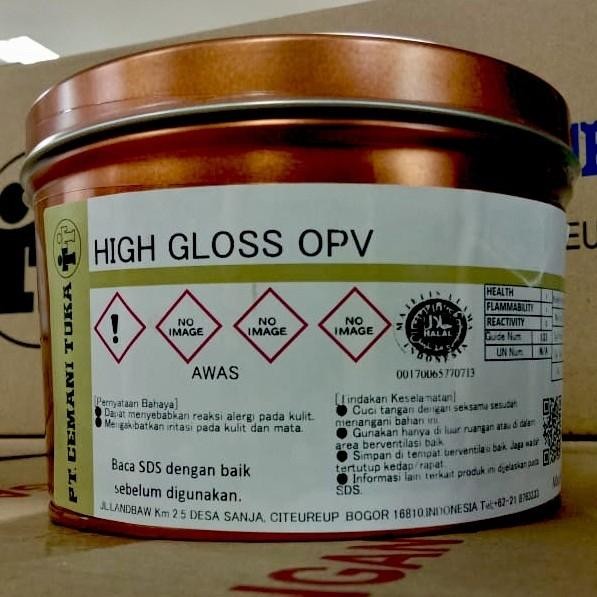 HIGH GLOSS OPV
PT. CEMANI TOKA
!
NO IMAGE
NO IMAGE
NO IMAGE
AWAS
MAJELIS ULAMA
HALAL
INDONESIA
00170065770713
HEALTH
FLAMMABILITY
REACTIVITY
Guide Num
UN Num N/A
[Pernyataan Bahaya]
● Dapat menyebabkan reaksi alergi pada kulit.
● Mengakibatkan iritasi pada kulit dan mata.
Baca SDS dengan baik
sebelum digunakan.
[Tindakan Keselamatan]
● Cuci tangan dengan seksama sesudah
menangani bahan ini.
● Gunakan hanya di luar ruangan atau di dalam
area berventilasi baik.
● Simpan di tempat berventilasi baik. Jaga wadah
tertutup kedap/rapat.
● Informasi lain terkait produk ini dijelaskan pada
SDS.
JL.LANDBAW Km 2.5 DESA SANJA, CITEUREUP BOGOR 16810.INDONESIA